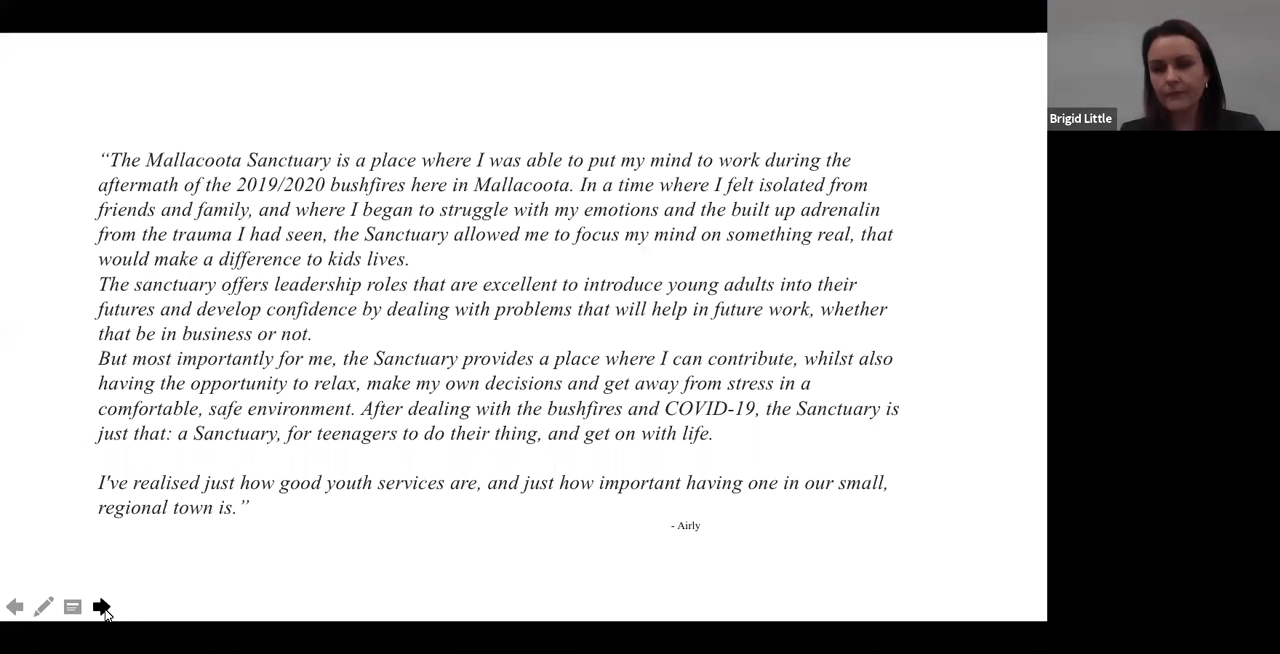 “The Mallacoota Sanctuary is a place where I was able to put my mind to work during the
aftermath of the 2019/2020 bushfires here in Mallacoota. In a time where I felt isolated from
friends and family, and where I began to struggle with my emotions and the built up adrenalin
from the trauma I had seen, the Sanctuary allowed me to focus my mind on something real, that
would make a difference to kids lives.
The sanctuary offers leadership roles that are excellent to introduce young adults into their
futures and develop confidence by dealing with problems that will help in future work, whether
that be in business or not.
But most importantly for me, the Sanctuary provides a place where I can contribute, whilst also
having the opportunity to relax, make my own decisions and get away from stress in a
comfortable, safe environment. After dealing with the bushfires and COVID-19, the Sanctuary is
just that: a Sanctuary, for teenagers to do their thing, and get on with life.
I've realised just how good youth services are, and just how important having one in our small,
regional town is.”
- Airly
Brigid Little